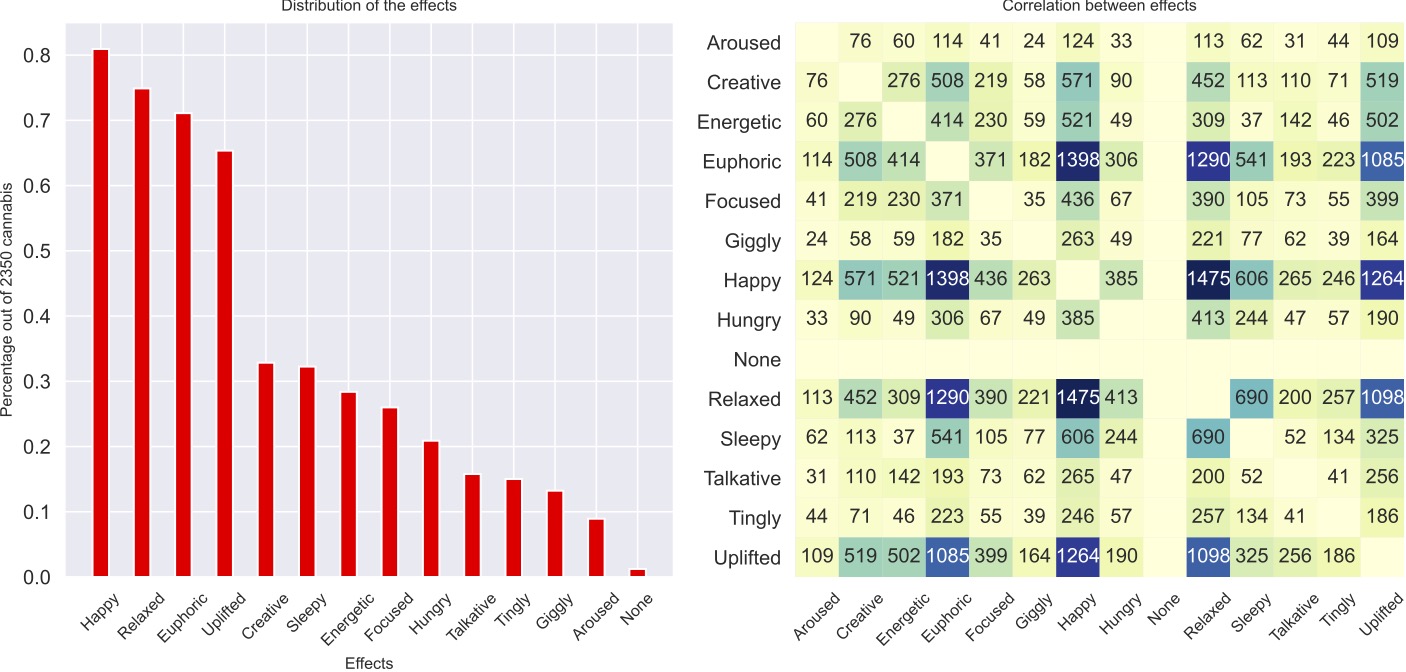 Distribution of the effects
Percentage out of 2350 cannabis
0.8
0.7
0.6
0.5
0.4
0.3
0.2
0.1
0.0
Happy Relaxed Euphoric Uplifted Creative Sleepy Energetic Focused Hungry Talkative Tingly Giggly Aroused None
Effects
Correlation between effects
Aroused 76 60 114 41 24 124 33 113 62 31 44 109
Creative 76 276 508 219 58 571 90 452 113 110 71 519
Energetic 60 276 414 230 59 521 49 309 37 142 46 502
Euphoric 114 508 414 371 182 1398 306 1290 541 193 223 1085
Focused 41 219 230 371 35 436 67 390 105 73 55 399
Giggly 24 58 59 182 35 263 49 221 77 62 39 164
Happy 124 571 521 1398 436 263 385 1475 606 265 246 1264
Hungry 33 90 49 306 67 49 385 413 244 47 57 190
None
Relaxed 113 452 309 1290 390 221 1475 413 690 200 257 1098
Sleepy 62 113 37 541 105 77 606 244 690 52 134 325
Talkative 31 110 142 193 73 62 265 47 200 52 41 256
Tingly 44 71 46 223 55 39 246 57 257 134 41 186
Uplifted 109 519 502 1085 399 164 1264 190 1098 325 256 186
Aroused Creative Energetic Euphoric Focused Giggly Happy Hungry None Relaxed Sleepy Talkative Tingly Uplifted